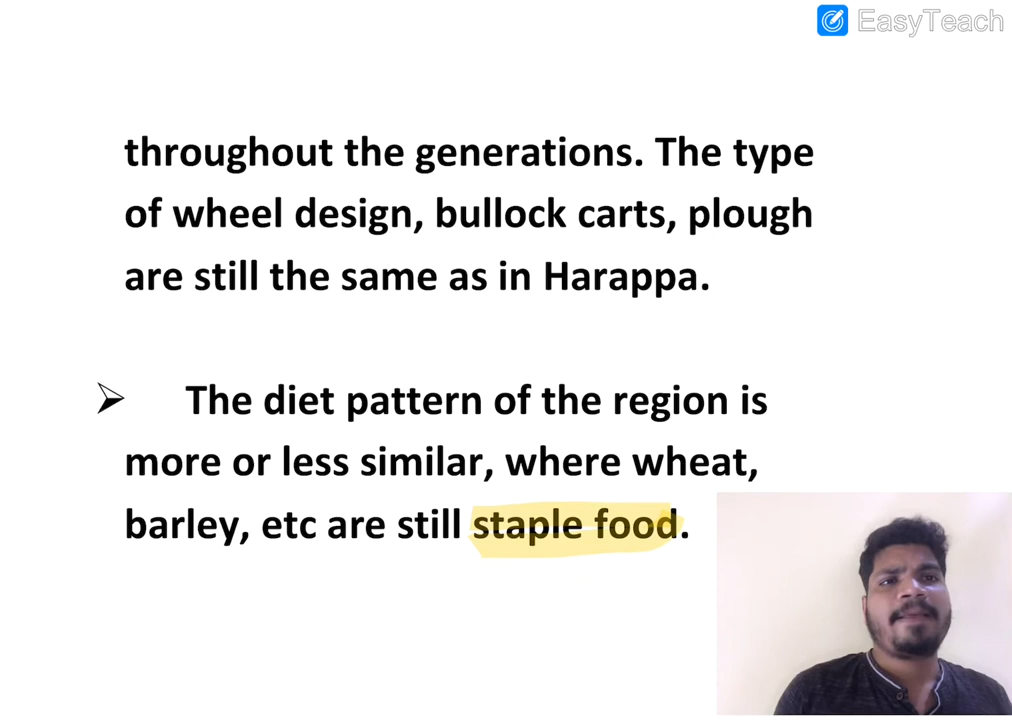 EasyTeach
throughout the generations. The type
of wheel design, bullock carts, plough
are still the same as in Harappa.
➢ The diet pattern of the region is
more or less similar, where wheat,
barley, etc are still staple food.